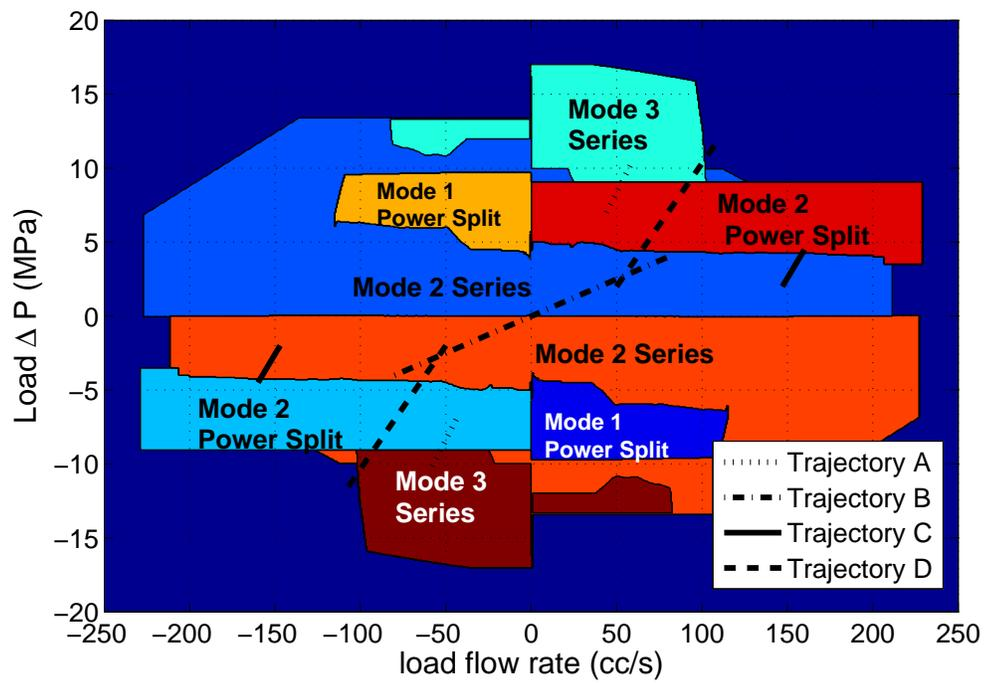 20
15
10
5
0
−5
−10
−15
−20
Load Δ P (MPa)
Mode 3
Series
Mode 1
Power Split
Mode 2
Power Split
Mode 2 Series
Mode 2 Series
Mode 2
Power Split
Mode 1
Power Split
Mode 3
Series
Trajectory A
Trajectory B
Trajectory C
Trajectory D
−250 −200 −150 −100 −50 0 50 100 150 200 250
load flow rate (cc/s)